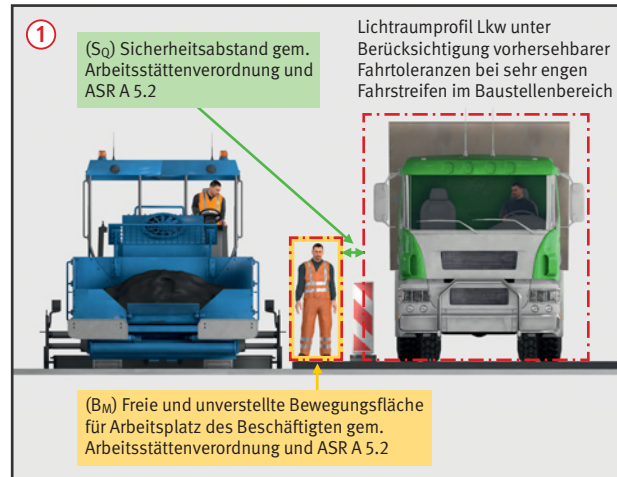 1
(SQ) Sicherheitsabstand gem.
Arbeitsstättenverordnung und
ASR A 5.2
Lichtraumprofil Lkw unter
Berücksichtigung vorhersehbarer
Fahrtoleranzen bei sehr engen
Fahrstreifen im Baustellenbereich
(BM) Freie und unverstellte Bewegungsfläche
für Arbeitsplatz des Beschäftigten gem.
Arbeitsstättenverordnung und ASR A 5.2